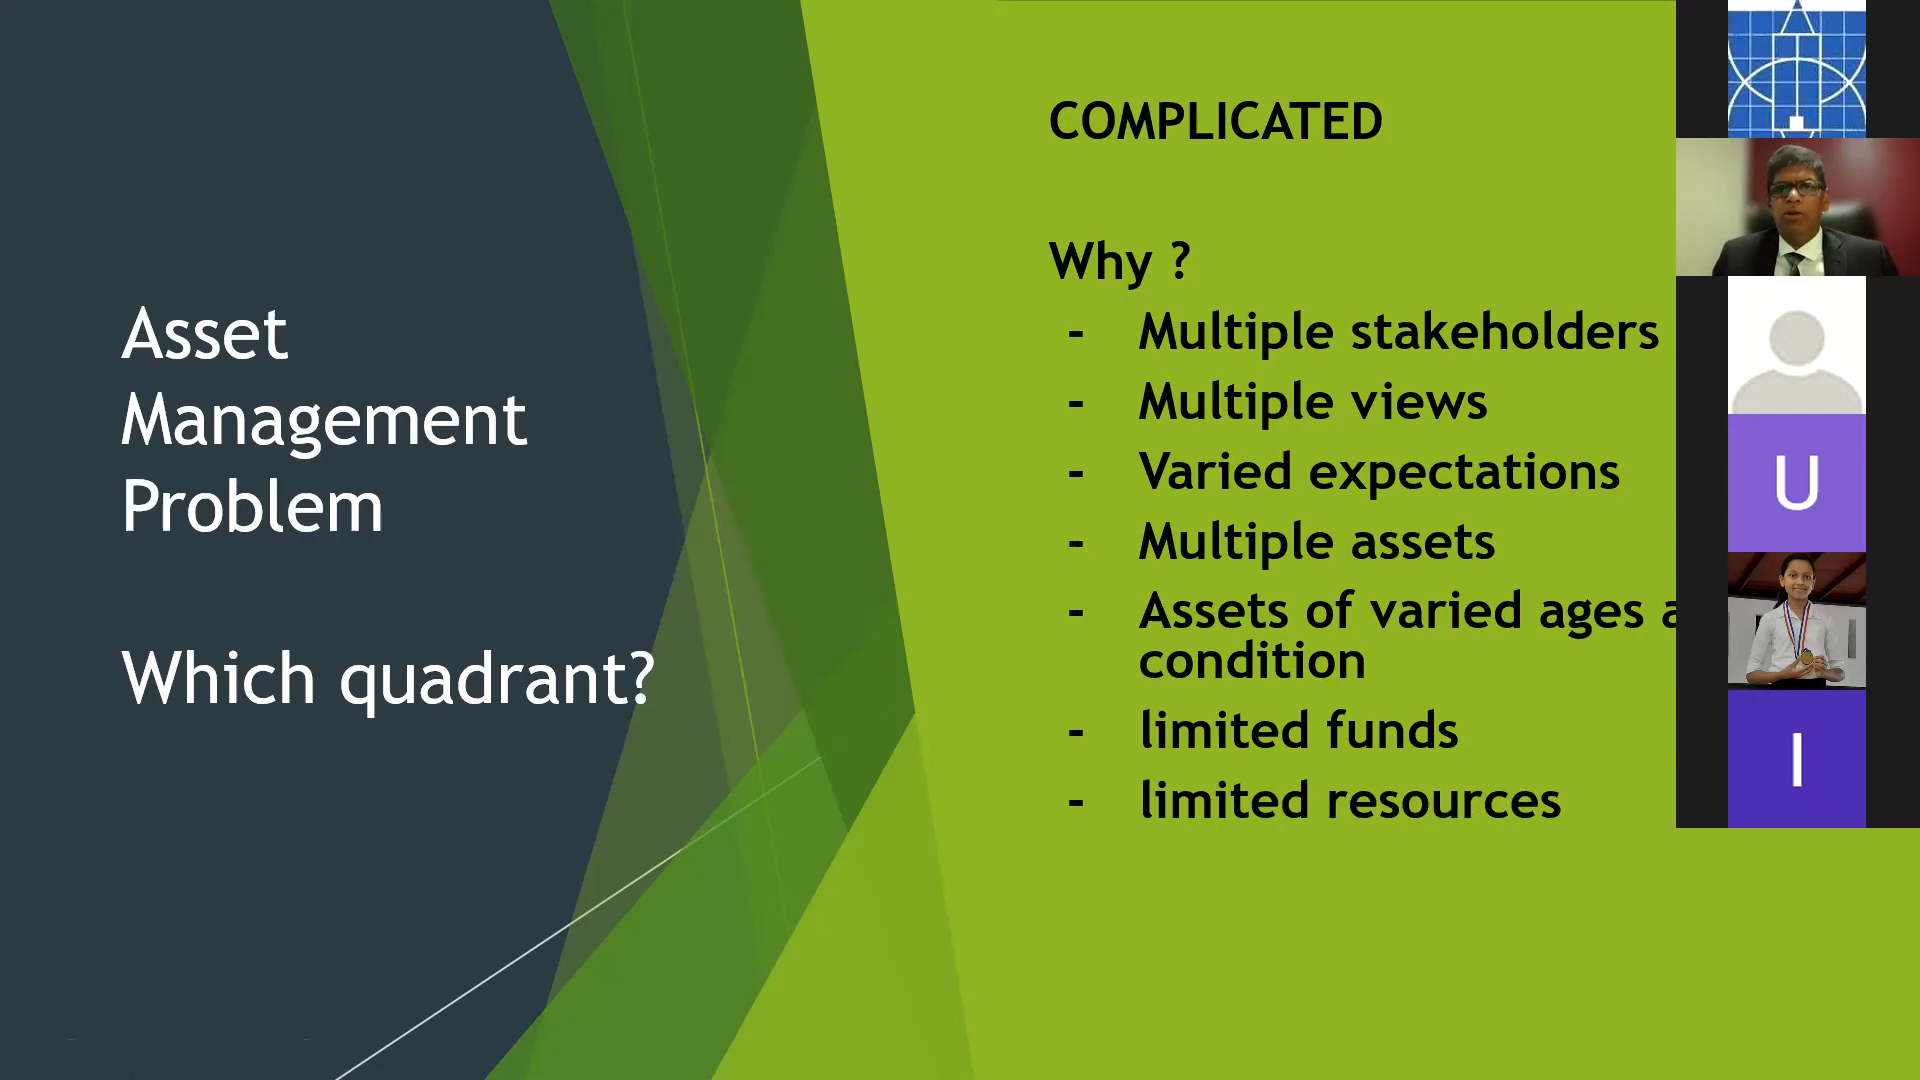 Asset
Management
Problem
Which quadrant?
COMPLICATED
Why ?
- Multiple stakeholders
- Multiple views
- Varied expectations
- Multiple assets
- Assets of varied ages
condition
- limited funds
- limited resources
U
I